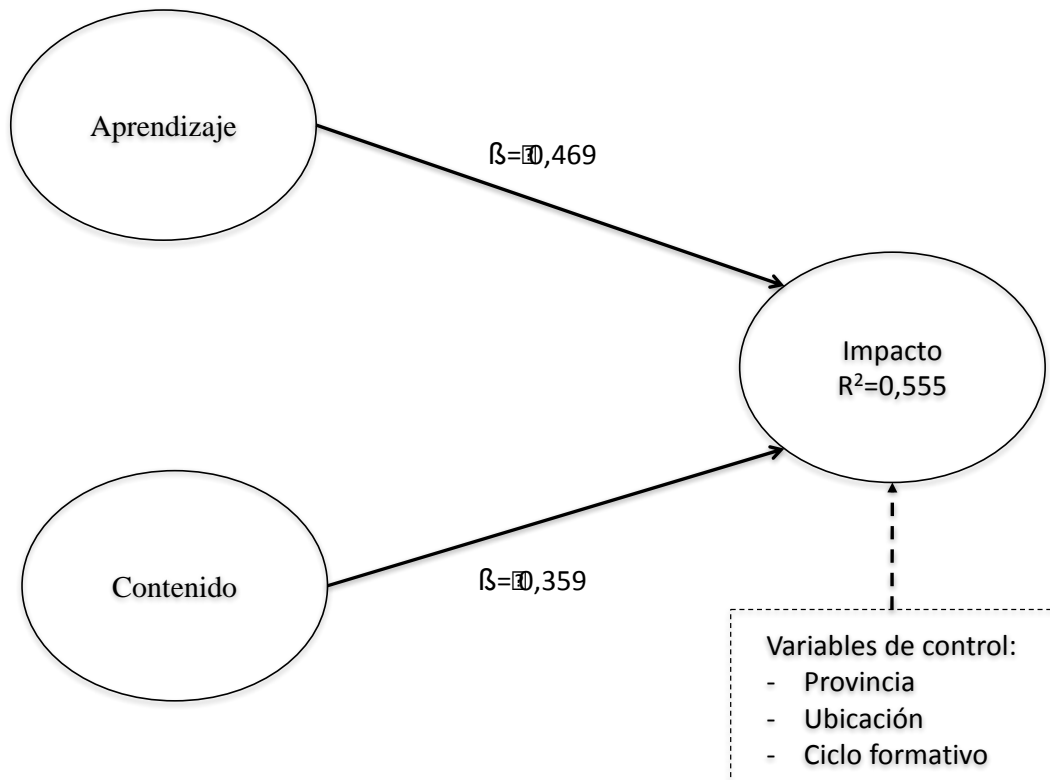 Aprendizaje
ß= 0,469
Impacto
R²=0,555
Contenido
ß= 0,359
Variables de control:
- Provincia
- Ubicación
- Ciclo formativo